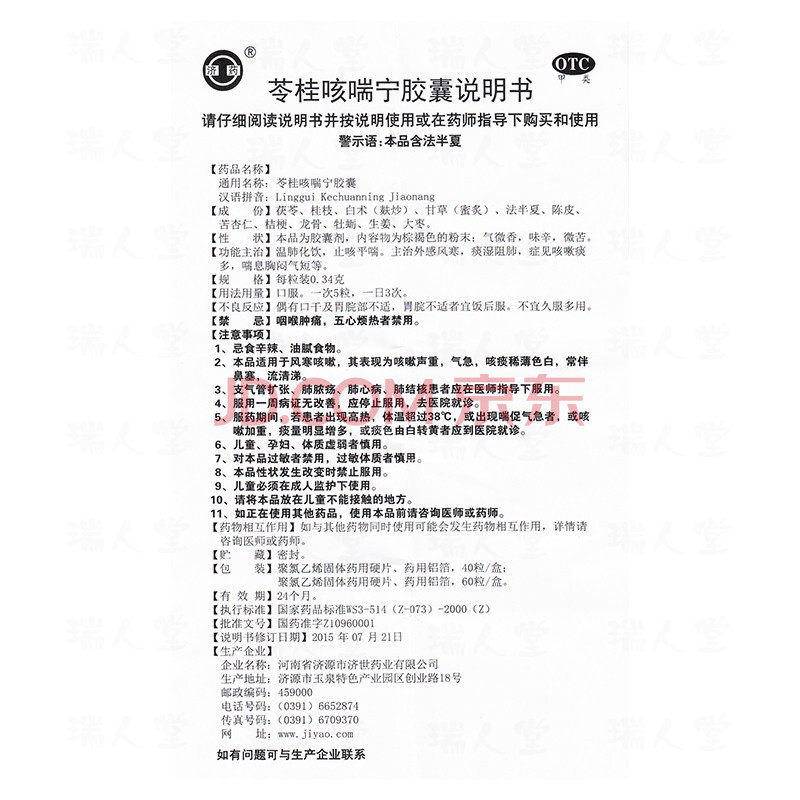 济药
®
OTC
甲类
苓桂咳喘宁胶囊说明书
请仔细阅读说明书并按说明使用或在药师指导下购买和使用
警示语:本品含法半夏
【药品名称】
通用名称: 苓桂咳喘宁胶囊
汉语拼音: Linggui Kechuanning Jiaonang
【成 份】茯苓、桂枝、白术（麸炒）、甘草（蜜炙）、法半夏、陈皮、
苦杏仁、桔梗、龙骨、牡蛎、生姜、大枣。
【性 状】本品为胶囊剂，内容物为棕褐色的粉末：气微香，味辛，微苦。
【功能主治】温肺化饮，止咳平喘。主治外感风寒，痰湿阻肺，症见咳嗽痰
多，喘息胸闷气短等。
【规 格】每粒装0.34克
【用法用量】口服。一次5粒，一日3次。
【不良反应】偶有口干及胃脘部不适，胃脘不适者宜饭后服。不宜久服多用。
【禁 忌】咽喉肿痛，五心烦热者禁用。
【注意事项】
1、忌食辛辣、油腻食物。
2、本品适用于风寒咳嗽，其表现为咳嗽声重，气急，咳痰稀薄色白，常伴
鼻塞，流清涕。
3、支气管扩张、肺脓疡、肺心病、肺结核患者应在医师指导下服用。
4、服用一周病证无改善，应停止服用，去医院就诊。
5、服药期间，若患者出现高热，体温超过38℃，或出现喘促气急者，或咳
嗽加重，痰量明显增多，或痰色由白转黄者应到医院就诊。
6、儿童、孕妇、体质虚弱者慎用。
7、对本品过敏者禁用，过敏体质者慎用。
8、本品性状发生改变时禁止服用。
9、儿童必须在成人监护下使用。
10、请将本品放在儿童不能接触的地方。
11、如正在使用其他药品，使用本品前请咨询医师或药师。
【药物相互作用】如与其他药物同时使用可能会发生药物相互作用，详情请
咨询医师或药师。
【贮 藏】密封。
【包 装】聚氯乙烯固体药用硬片、药用铝箔，40粒/盒；
聚氯乙烯固体药用硬片、药用铝箔，60粒/盒。
【有 效 期】24个月。
【执行标准】国家药品标准WS3-514（Z-073）-2000（Z）
【批准文号】国药准字Z10960001
【说明书修订日期】2015 年 07 月 21日
【生产企业】
企业名称: 河南省济源市济世药业有限公司
生产地址: 济源市玉泉特色产业园区创业路18号
邮政编码: 459000
电话号码: （0391）6652874
传真号码: （0391）6709370
网 址: www.jiyao.com
如有问题可与生产企业联系
JD.COM 京东
瑞人堂